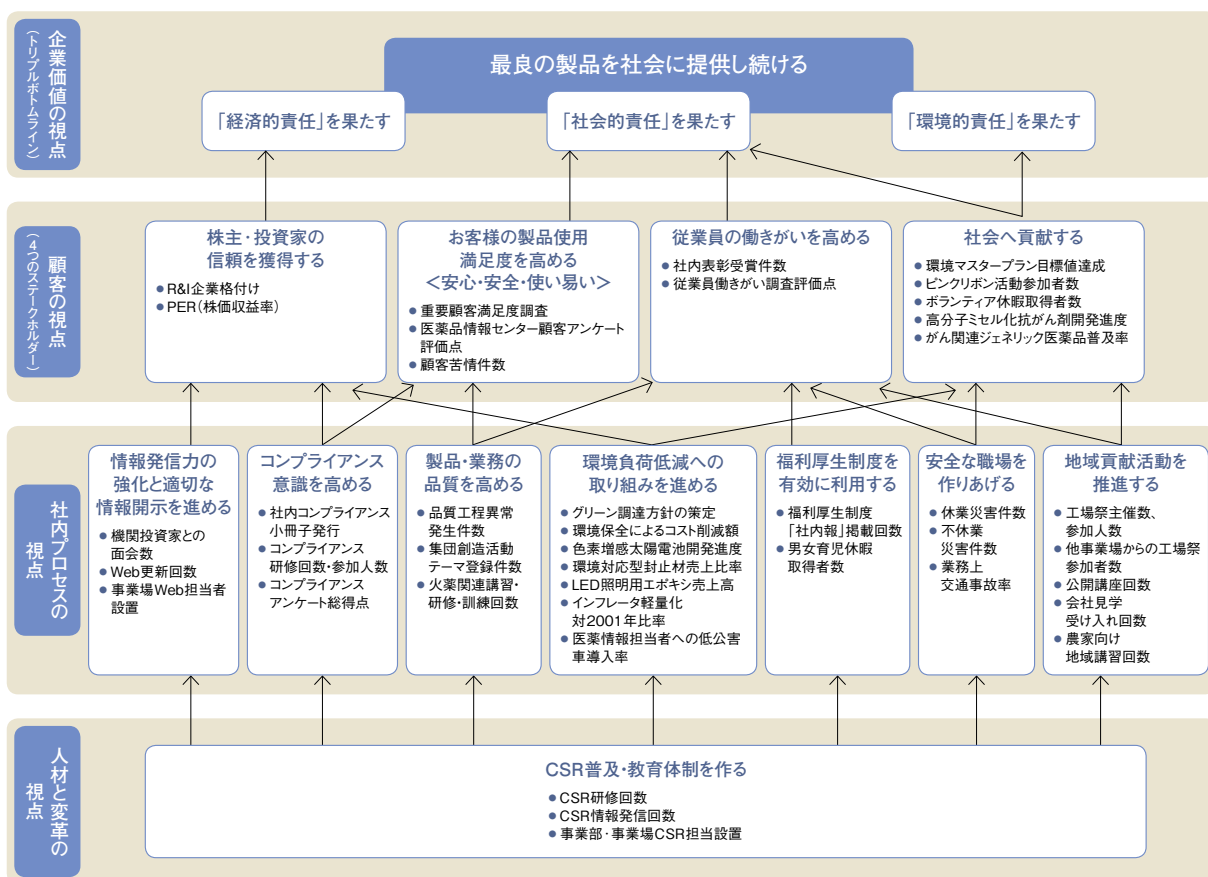 企業価値の視点
（トリプルボトムライン）
最良の製品を社会に提供し続ける
「経済的責任」を果たす
「社会的責任」を果たす
「環境的責任」を果たす
顧客の視点
（4つのステークホルダー）
株主・投資家の
信頼を獲得する
● R&I企業格付け
● PER（株価収益率）
お客様の製品使用
満足度を高める
＜安心・安全・使い易い＞
● 重要顧客満足度調査
● 医薬品情報センター顧客アンケート
評価点
● 顧客苦情件数
従業員の働きがいを高める
● 社内表彰受賞件数
● 従業員働きがい調査評価点
社会へ貢献する
● 環境マスタープラン目標値達成
● ピンクリボン活動参加者数
● ボランティア休暇取得者数
● 高分子ミセル化抗がん剤開発進度
● がん関連ジェネリック医薬品普及率
社内プロセスの
視点
情報発信力の
強化と適切な
情報開示を進める
● 機関投資家との
面会数
● Web更新回数
● 事業場Web担当者
設置
コンプライアンス
意識を高める
● 社内コンプライアンス
小冊子発行
● コンプライアンス
研修回数・参加人数
● コンプライアンス
アンケート総得点
製品・業務の
品質を高める
● 品質工程異常
発生件数
● 集団創造活動
テーマ登録件数
● 火薬関連講習・
研修・訓練回数
環境負荷低減への
取り組みを進める
● グリーン調達方針の策定
● 環境保全によるコスト削減額
● 色素増感太陽電池開発進度
● 環境対応型封止材売上比率
● LED照明用エポキシ売上高
● インフレータ軽量化
対2001年比率
● 医薬情報担当者への低公害
車導入率
福利厚生制度を
有効に利用する
● 福利厚生制度
「社内報」掲載回数
● 男女育児休暇
取得者数
安全な職場を
作りあげる
● 休業災害件数
● 不休業
災害件数
● 業務上
交通事故率
地域貢献活動を
推進する
● 工場祭主催数、
参加人数
● 他事業場からの工場祭
参加者数
● 公開講座回数
● 会社見学
受け入れ回数
● 農家向け
地域講習回数
人材と変革の
視点
CSR普及・教育体制を作る
● CSR研修回数
● CSR情報発信回数
● 事業部・事業場CSR担当設置